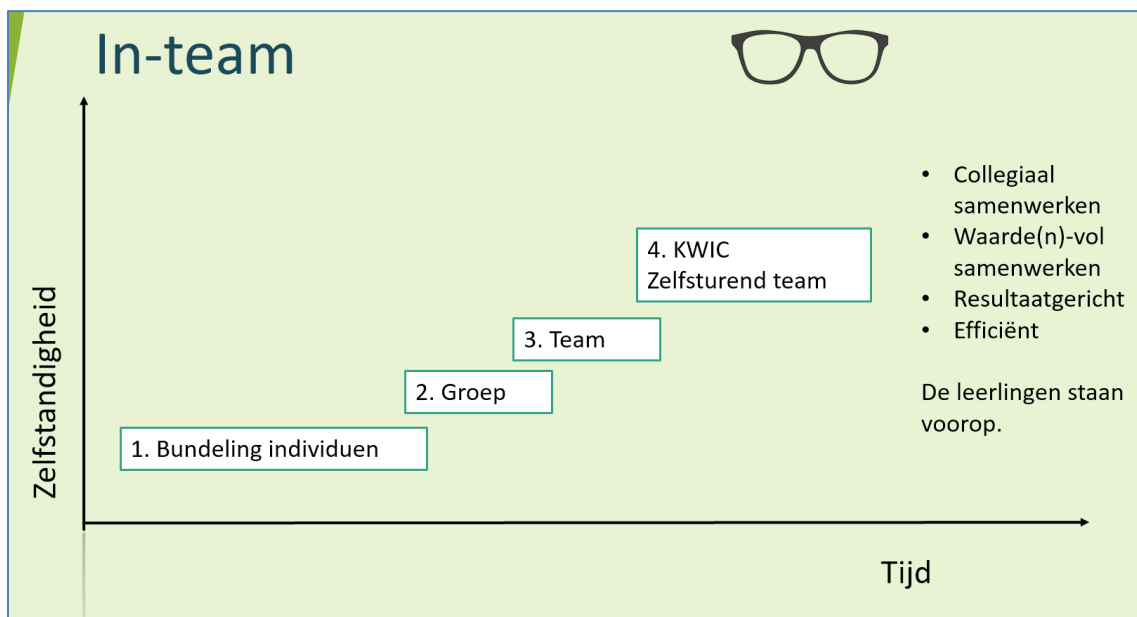 In-team
Zelfstandigheid
4. KWIC
Zelfsturend team
3. Team
2. Groep
1. Bundeling individuen
Tijd
• Collegiaal
samenwerken
• Waarde(n)-vol
samenwerken
• Resultaatgericht
• Efficiënt
De leerlingen staan
voorop.